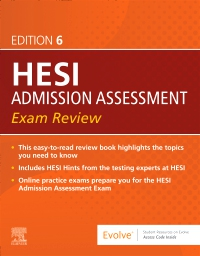 EDITION 6
HESI
ADMISSION ASSESSMENT
Exam Review
• This easy-to-read review book highlights the topics
you need to know
• Includes HESI Hints from the testing experts at HESI
• Online practice exams prepare you for the HESI
Admission Assessment Exam
Evolve
Student Resources on Evolve
Access Code Inside